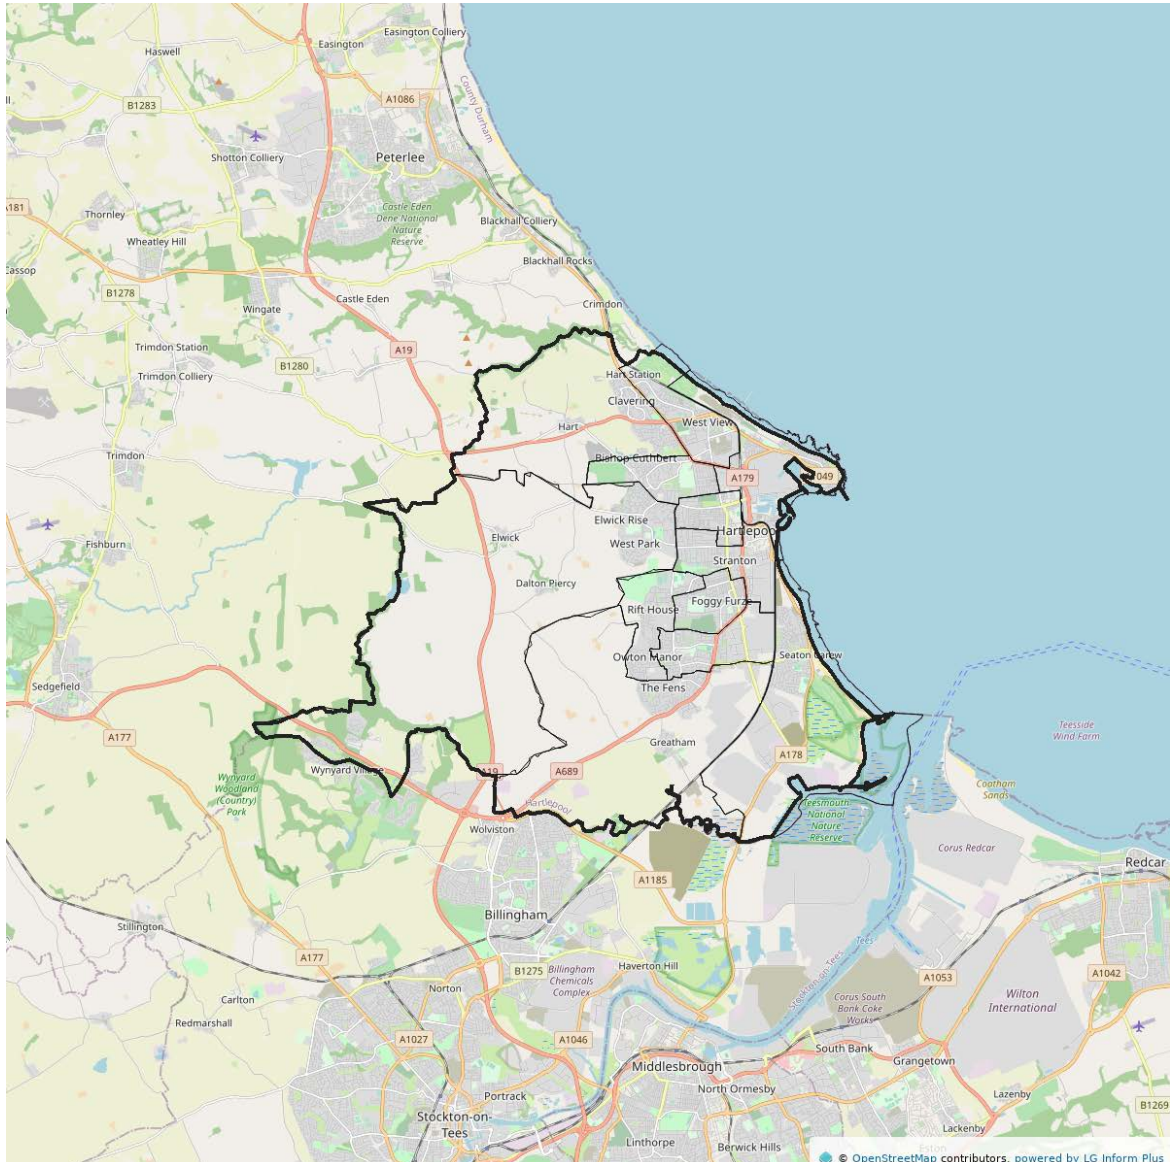 Easington Colliery
Easington
Haswell
County Durham
A1086
B1283
Shotton Colliery
Peterlee
A181
Thornley
Castle Eden
Dene National
Nature
Reserve
Blackhall Colliery
Wheatley Hill
Blackhall Rocks
Cassop
B1278
Castle Eden
Crimdon
Wingate
Trimdon Station
A19
Trimdon Colliery
B1280
Hart Station
Clavering
Hart
West View
Trimdon
Bishop Cuthbert
A179
049
Elwick Rise
Hartlepool
Fishburn
Elwick
West Park
Stranton
Dalton Piercy
Foggy Furze
Rift House
Owton Manor
Seaton Carew
Sedgefield
The Fens
Teesside
Wind Farm
A177
Greatham
A178
Wynyard Village
A19
A689
Wynyard
Woodland
(Country)
Park
Coatham
Sands
Hartlepool
Teesmouth
National
Nature
Reserve
Wolviston
Corus Redcar
Redcar
A1185
Billingham
Stillington
Tees
A177
B1275
Haverton Hill
A1053
A1042
Billingham
Chemicals
Complex
Stockton-on-Tees
Norton
Carlton
Corus South
Bank Coke
Works
Wilton
International
Redmarshall
A1027
A1046
South Bank
Grangetown
Middlesbrough
North Ormesby
Portrack
Lazenby
B1269
Stockton-on-
Tees
Lackenby
Linthorpe
Berwick Hills
© OpenStreetMap contributors, powered by LG Inform Plus